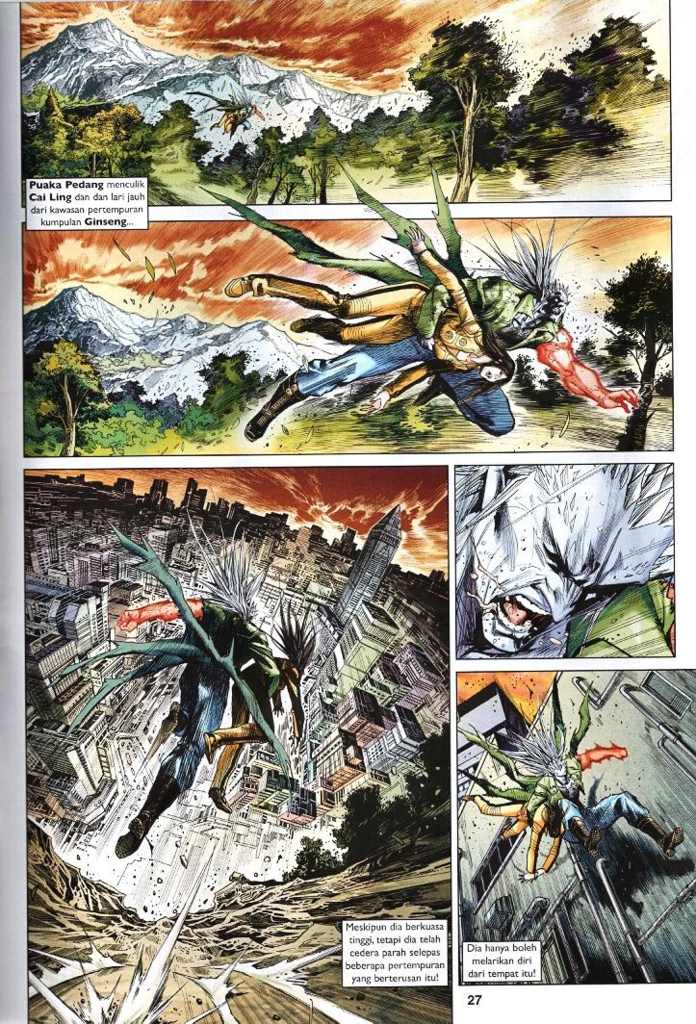 Puaka Pedang menculik
Cai Ling dan dan lari jauh
dari kawasan pertempuran
kumpulan Ginseng...
Meskipun dia berkuasa
tinggi, tetapi dia telah
cedera parah selepas
beberapa pertempuran
yang berterusan itu!
Dia hanya boleh
melarikan diri
dari tempat itu!
27